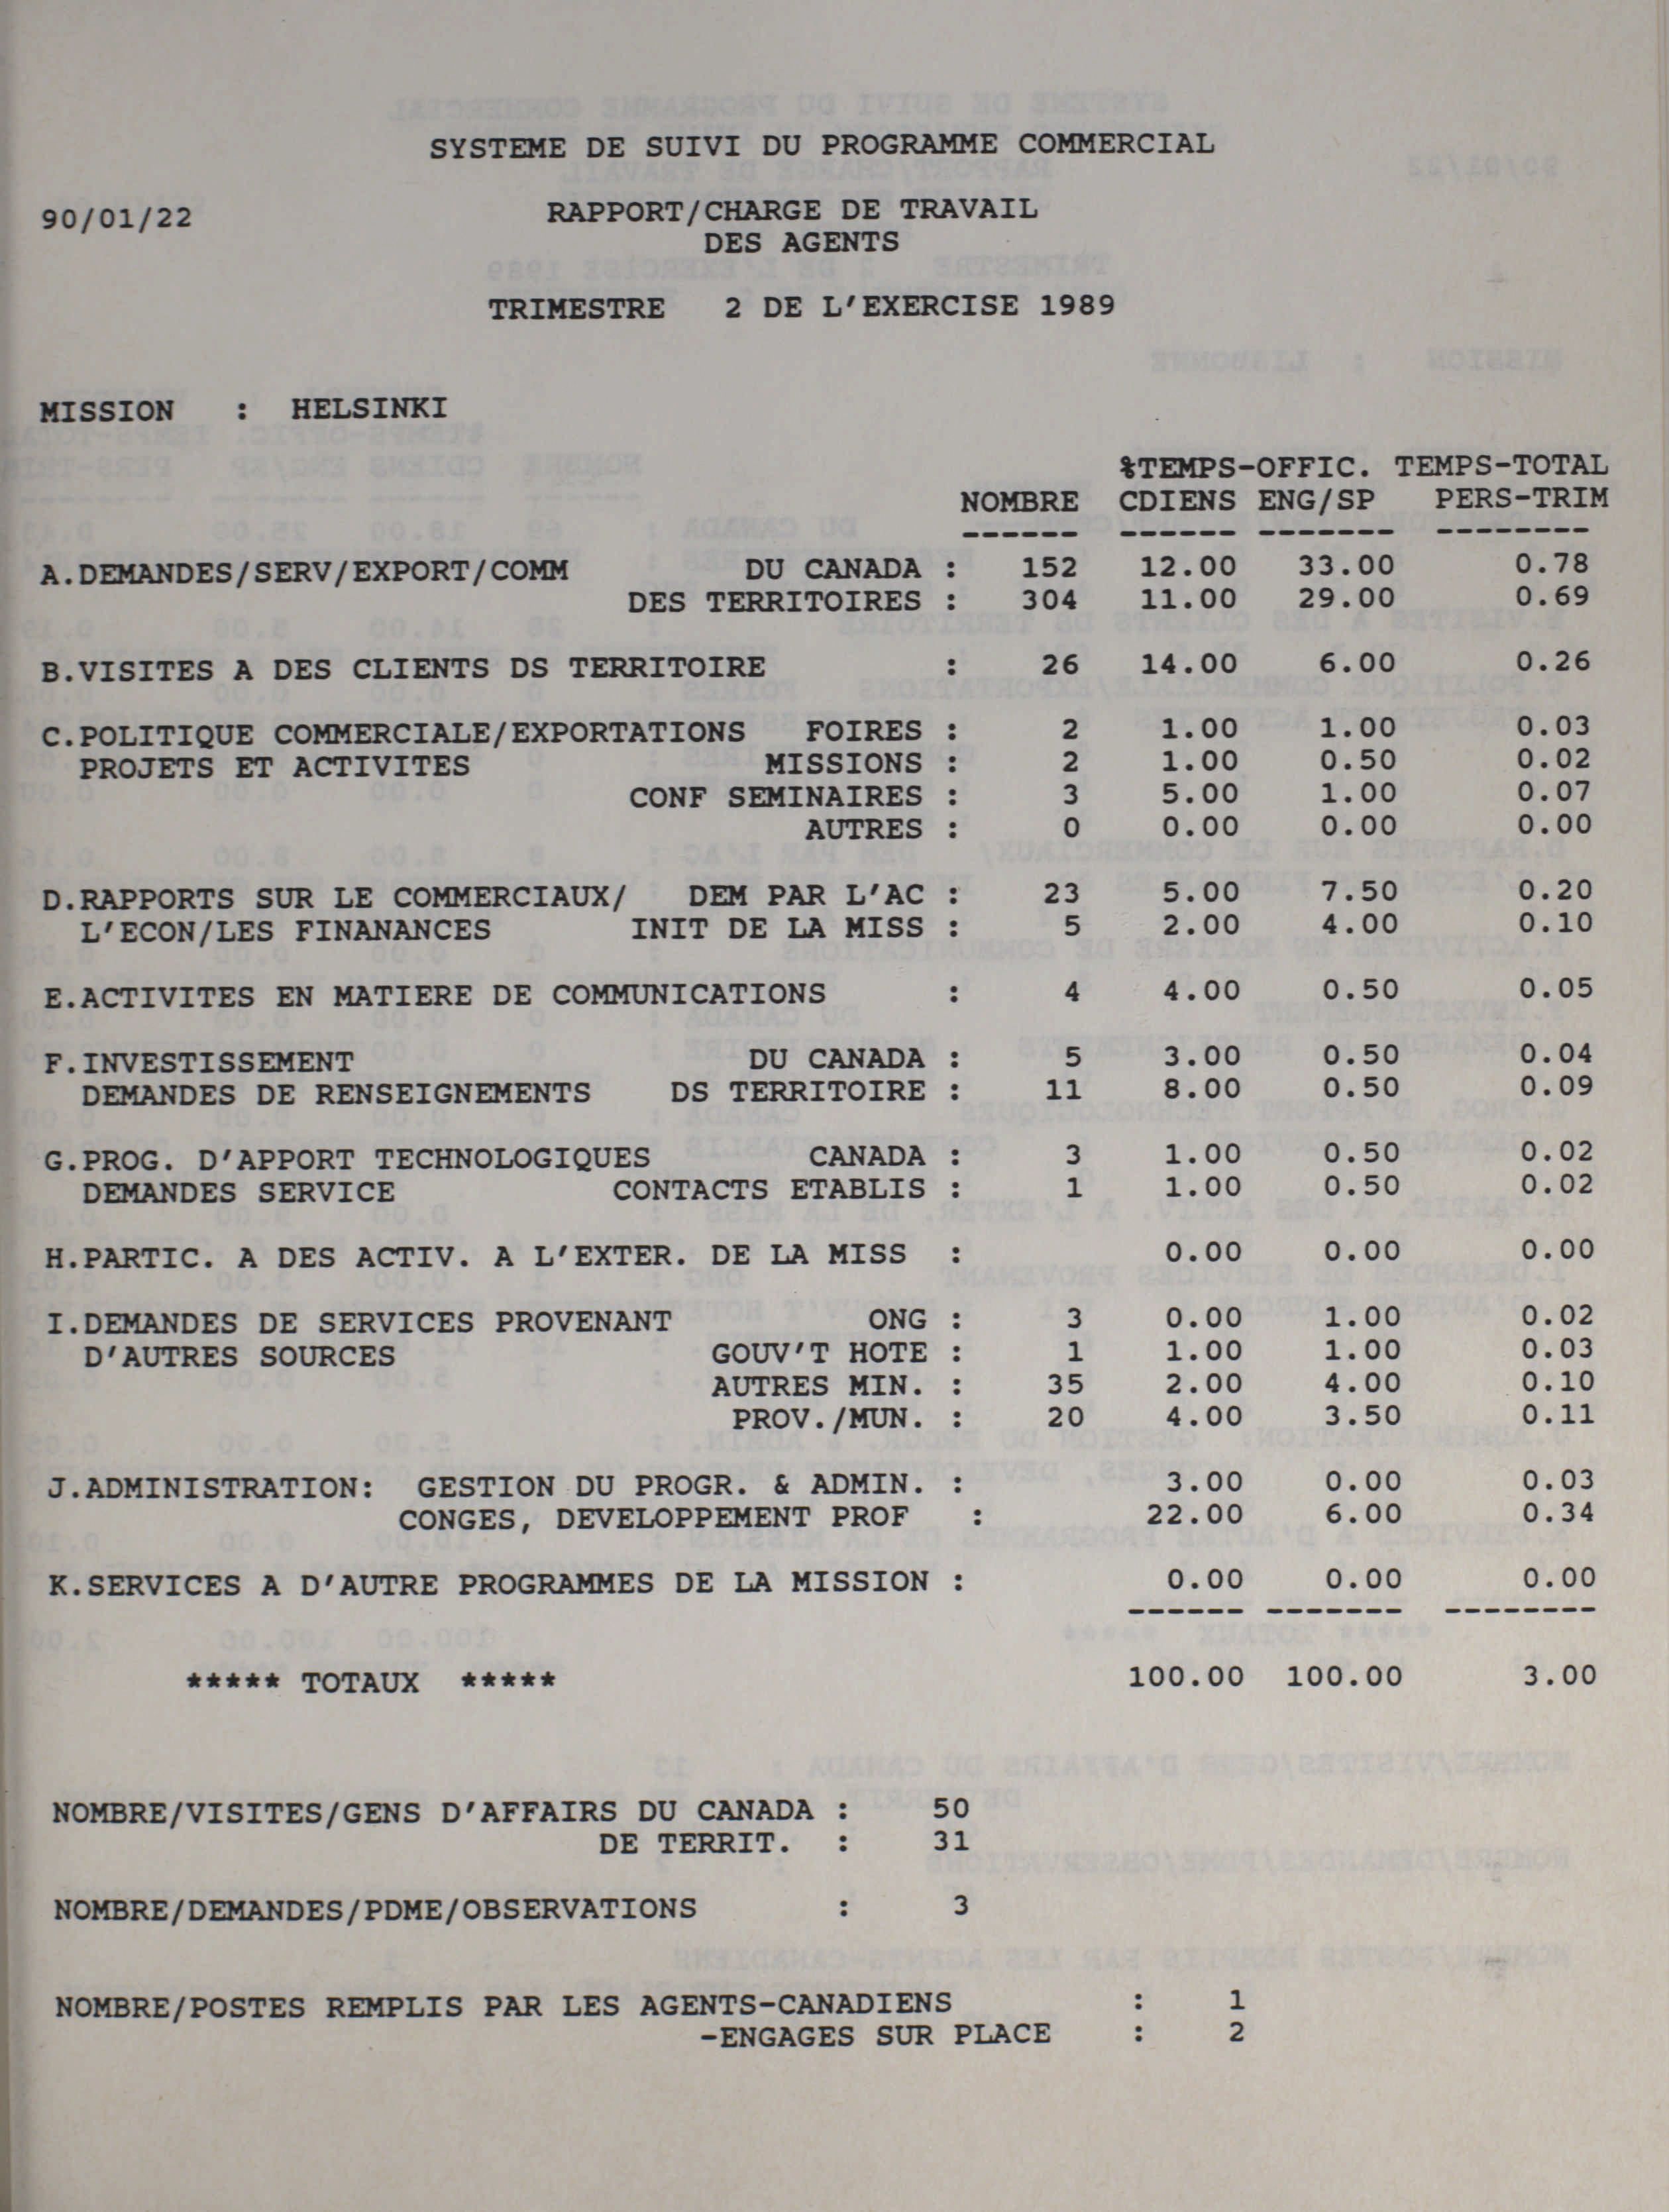 SYSTEME DE SUIVI DU PROGRAMME COMMERCIAL
90/01/22 RAPPORT/CHARGE DE TRAVAIL
DES AGENTS
TRIMESTRE 2 DE L'EXERCISE 1989
MISSION : HELSINKI
%TEMPS-OFFIC. TEMPS-TOTAL
NOMBRE CDIENS ENG/SP PERS-TRIM
------ ------ ------- --------
A.DEMANDES/SERV/EXPORT/COMM DU CANADA : 152 12.00 33.00 0.78
DES TERRITOIRES : 304 11.00 29.00 0.69
B.VISITES A DES CLIENTS DS TERRITOIRE : 26 14.00 6.00 0.26
C.POLITIQUE COMMERCIALE/EXPORTATIONS FOIRES : 2 1.00 1.00 0.03
PROJETS ET ACTIVITES MISSIONS : 2 1.00 0.50 0.02
CONF SEMINAIRES : 3 5.00 1.00 0.07
AUTRES : 0 0.00 0.00 0.00
D.RAPPORTS SUR LE COMMERCIAUX/ DEM PAR L'AC : 23 5.00 7.50 0.20
L'ECON/LES FINANANCES INIT DE LA MISS : 5 2.00 4.00 0.10
E.ACTIVITES EN MATIERE DE COMMUNICATIONS : 4 4.00 0.50 0.05
F.INVESTISSEMENT DU CANADA : 5 3.00 0.50 0.04
DEMANDES DE RENSEIGNEMENTS DS TERRITOIRE : 11 8.00 0.50 0.09
G.PROG. D'APPORT TECHNOLOGIQUES CANADA : 3 1.00 0.50 0.02
DEMANDES SERVICE CONTACTS ETABLIS : 1 1.00 0.50 0.02
H.PARTIC. A DES ACTIV. A L'EXTER. DE LA MISS : 0.00 0.00 0.00
I.DEMANDES DE SERVICES PROVENANT ONG : 3 0.00 1.00 0.02
D'AUTRES SOURCES GOUV'T HOTE : 1 1.00 1.00 0.03
AUTRES MIN. : 35 2.00 4.00 0.10
PROV./MUN. : 20 4.00 3.50 0.11
J.ADMINISTRATION: GESTION DU PROGR. & ADMIN. : 3.00 0.00 0.03
CONGES, DEVELOPPEMENT PROF : 22.00 6.00 0.34
K.SERVICES A D'AUTRE PROGRAMMES DE LA MISSION : 0.00 0.00 0.00
------ ------- --------
***** TOTAUX ***** 100.00 100.00 3.00
NOMBRE/VISITES/GENS D'AFFAIRS DU CANADA : 50
DE TERRIT. : 31
NOMBRE/DEMANDES/PDME/OBSERVATIONS : 3
NOMBRE/POSTES REMPLIS PAR LES AGENTS-CANADIENS : 1
-ENGAGES SUR PLACE : 2